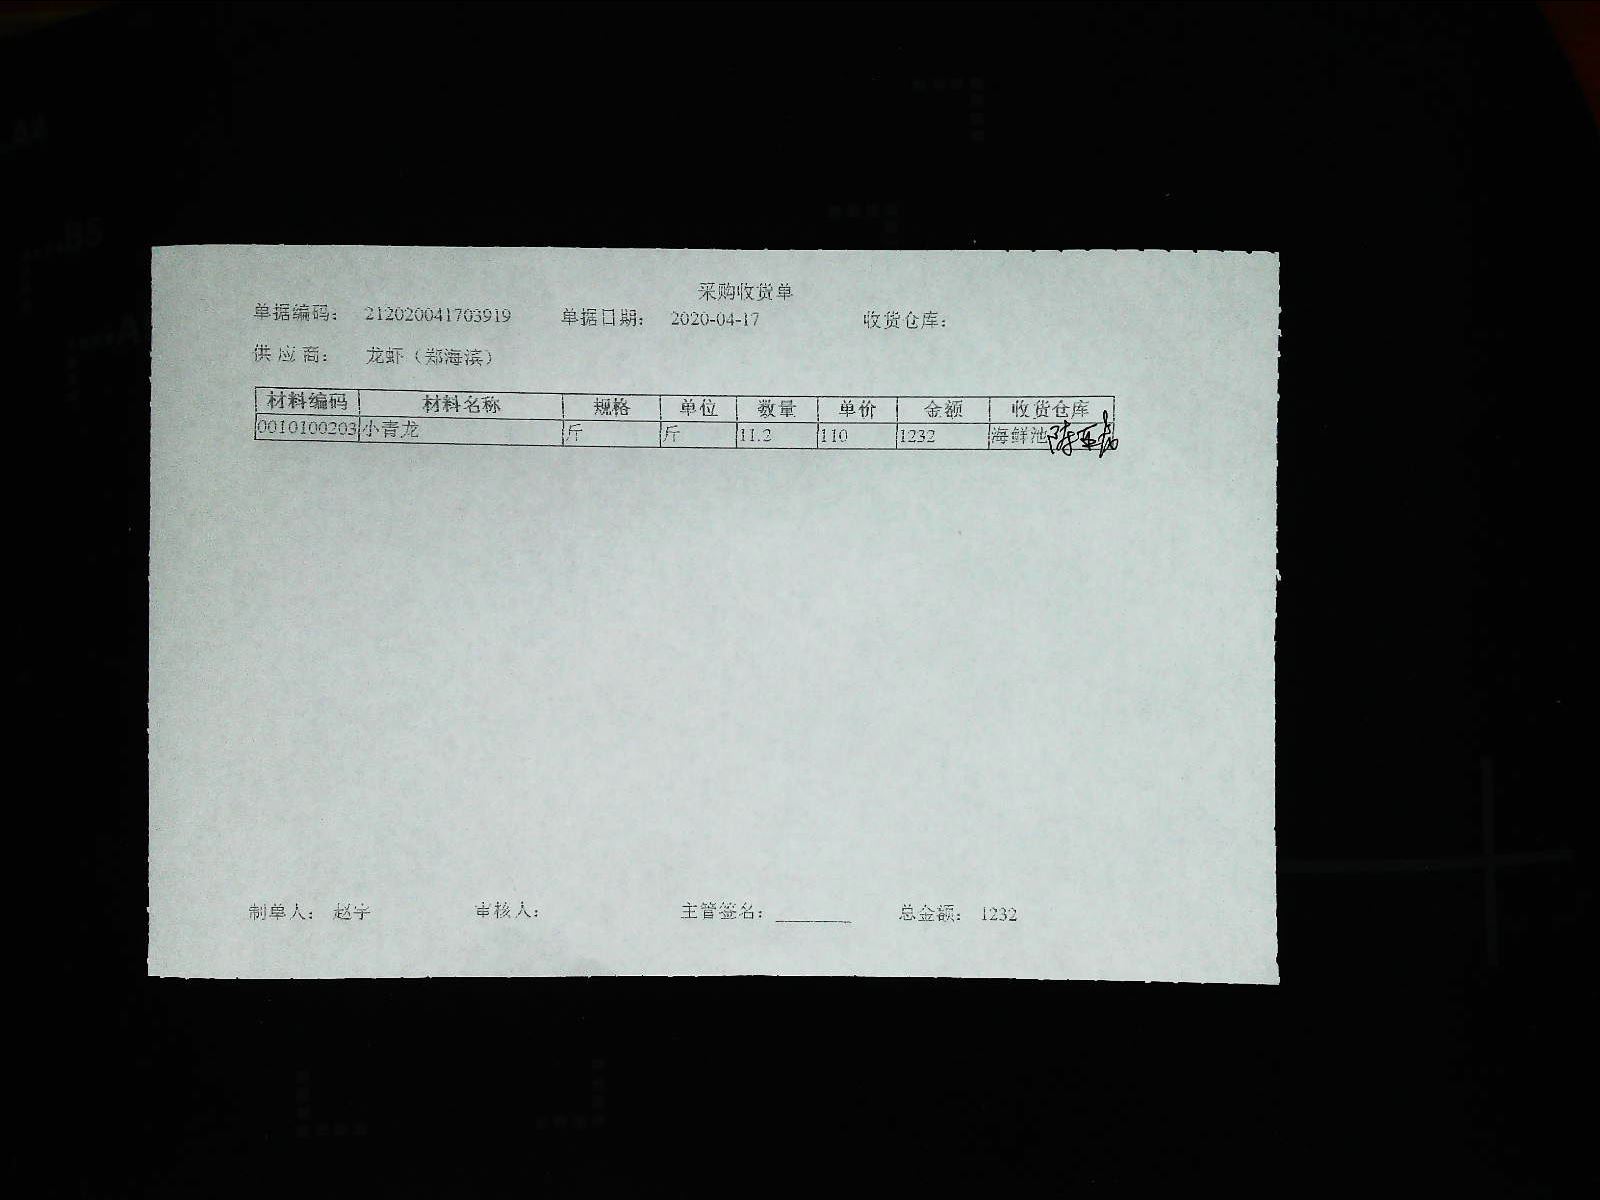 采购收货单
单据编码： 212020041703919 单据日期： 2020-04-17 收货仓库：
供应商： 龙虾（郑海滨）
材料编码 材料名称 规格 单位 数量 单价 金额 收货仓库
0010100203 小青龙 斤 斤 11.2 110 1232 海鲜池
制单人： 赵宇 审核人： 主管签名： ________ 总金额： 1232